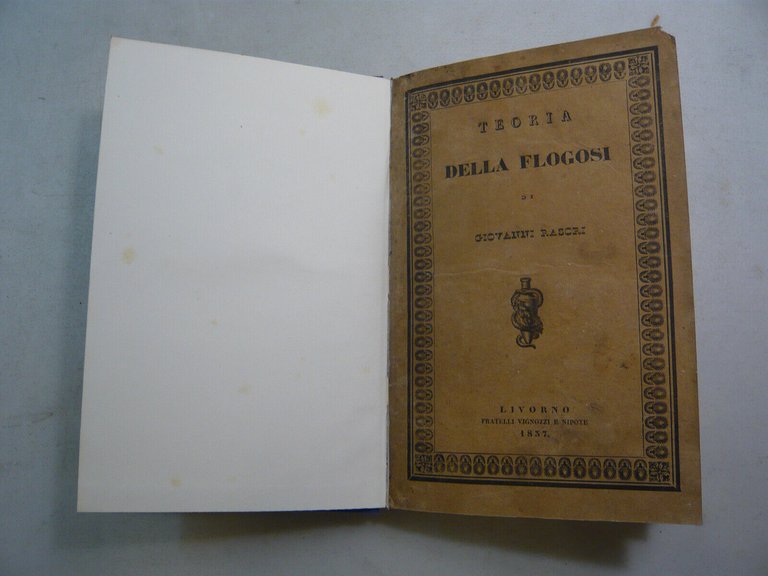 TEORIA
DELLA FLOGOSI
DI
GIOVANNI RASORI
LIVORNO
FRATELLI VIGNOZZI E NIPOTE
1837.